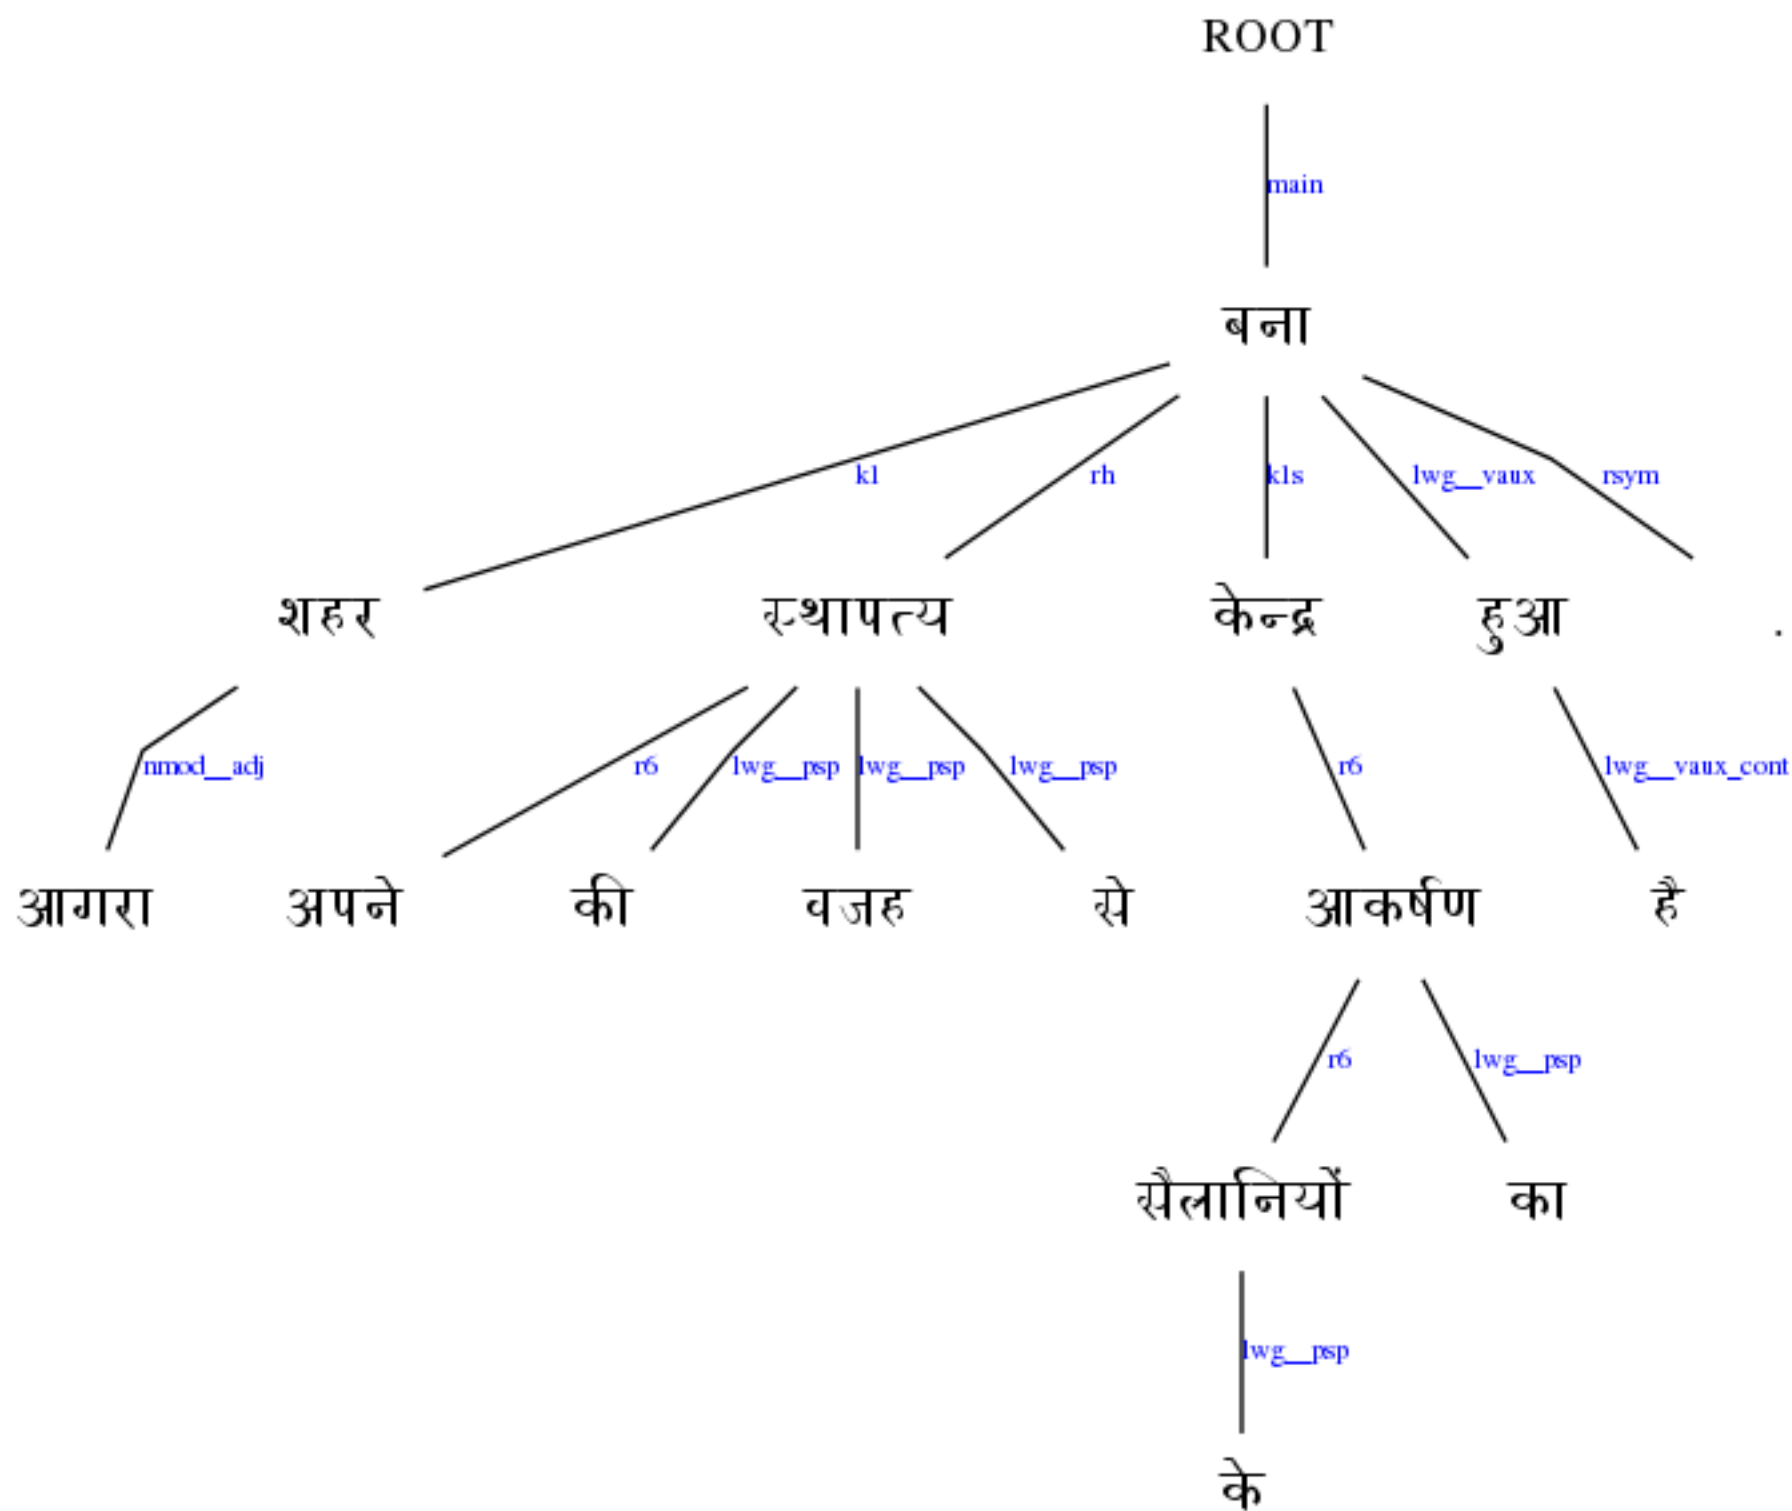 ROOT
main
बना
k1 rh k1s lwg__vaux rsym
शहर स्थापत्य केन्द्र हुआ .
nmod__adj r6 lwg__psp lwg__psp lwg__psp r6 lwg__vaux_cont
आगरा अपने की वजह से आकर्षण है
r6 lwg__psp
सैलानियों का
lwg__psp
के